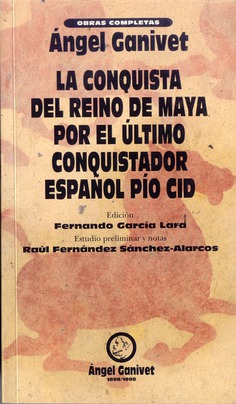 OBRAS COMPLETAS
Ángel Ganivet
LA CONQUISTA
DEL REINO DE MAYA
POR EL ÚLTIMO
CONQUISTADOR
ESPAÑOL PÍO CID
Edición
Fernando García Lara
Estudio preliminar y notas
Raúl Fernández Sánchez-Alarcos
Ángel Ganivet
1898/1998